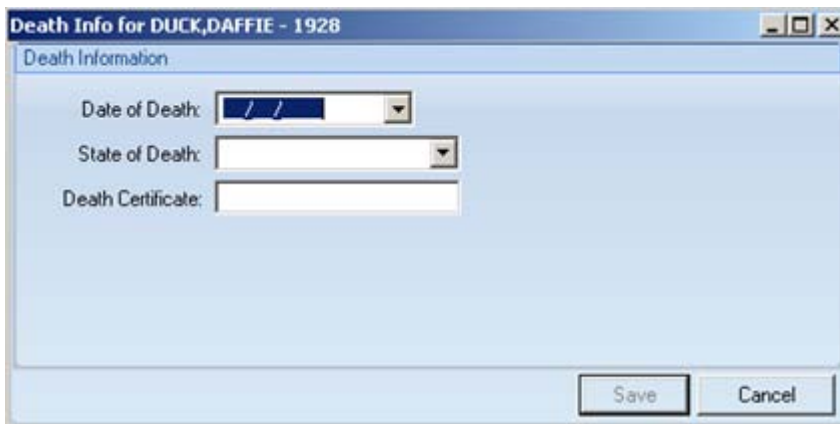 Death Info for DUCK,DAFFIE - 1928
Death Information
Date of Death: / /
State of Death:
Death Certificate:
Save Cancel